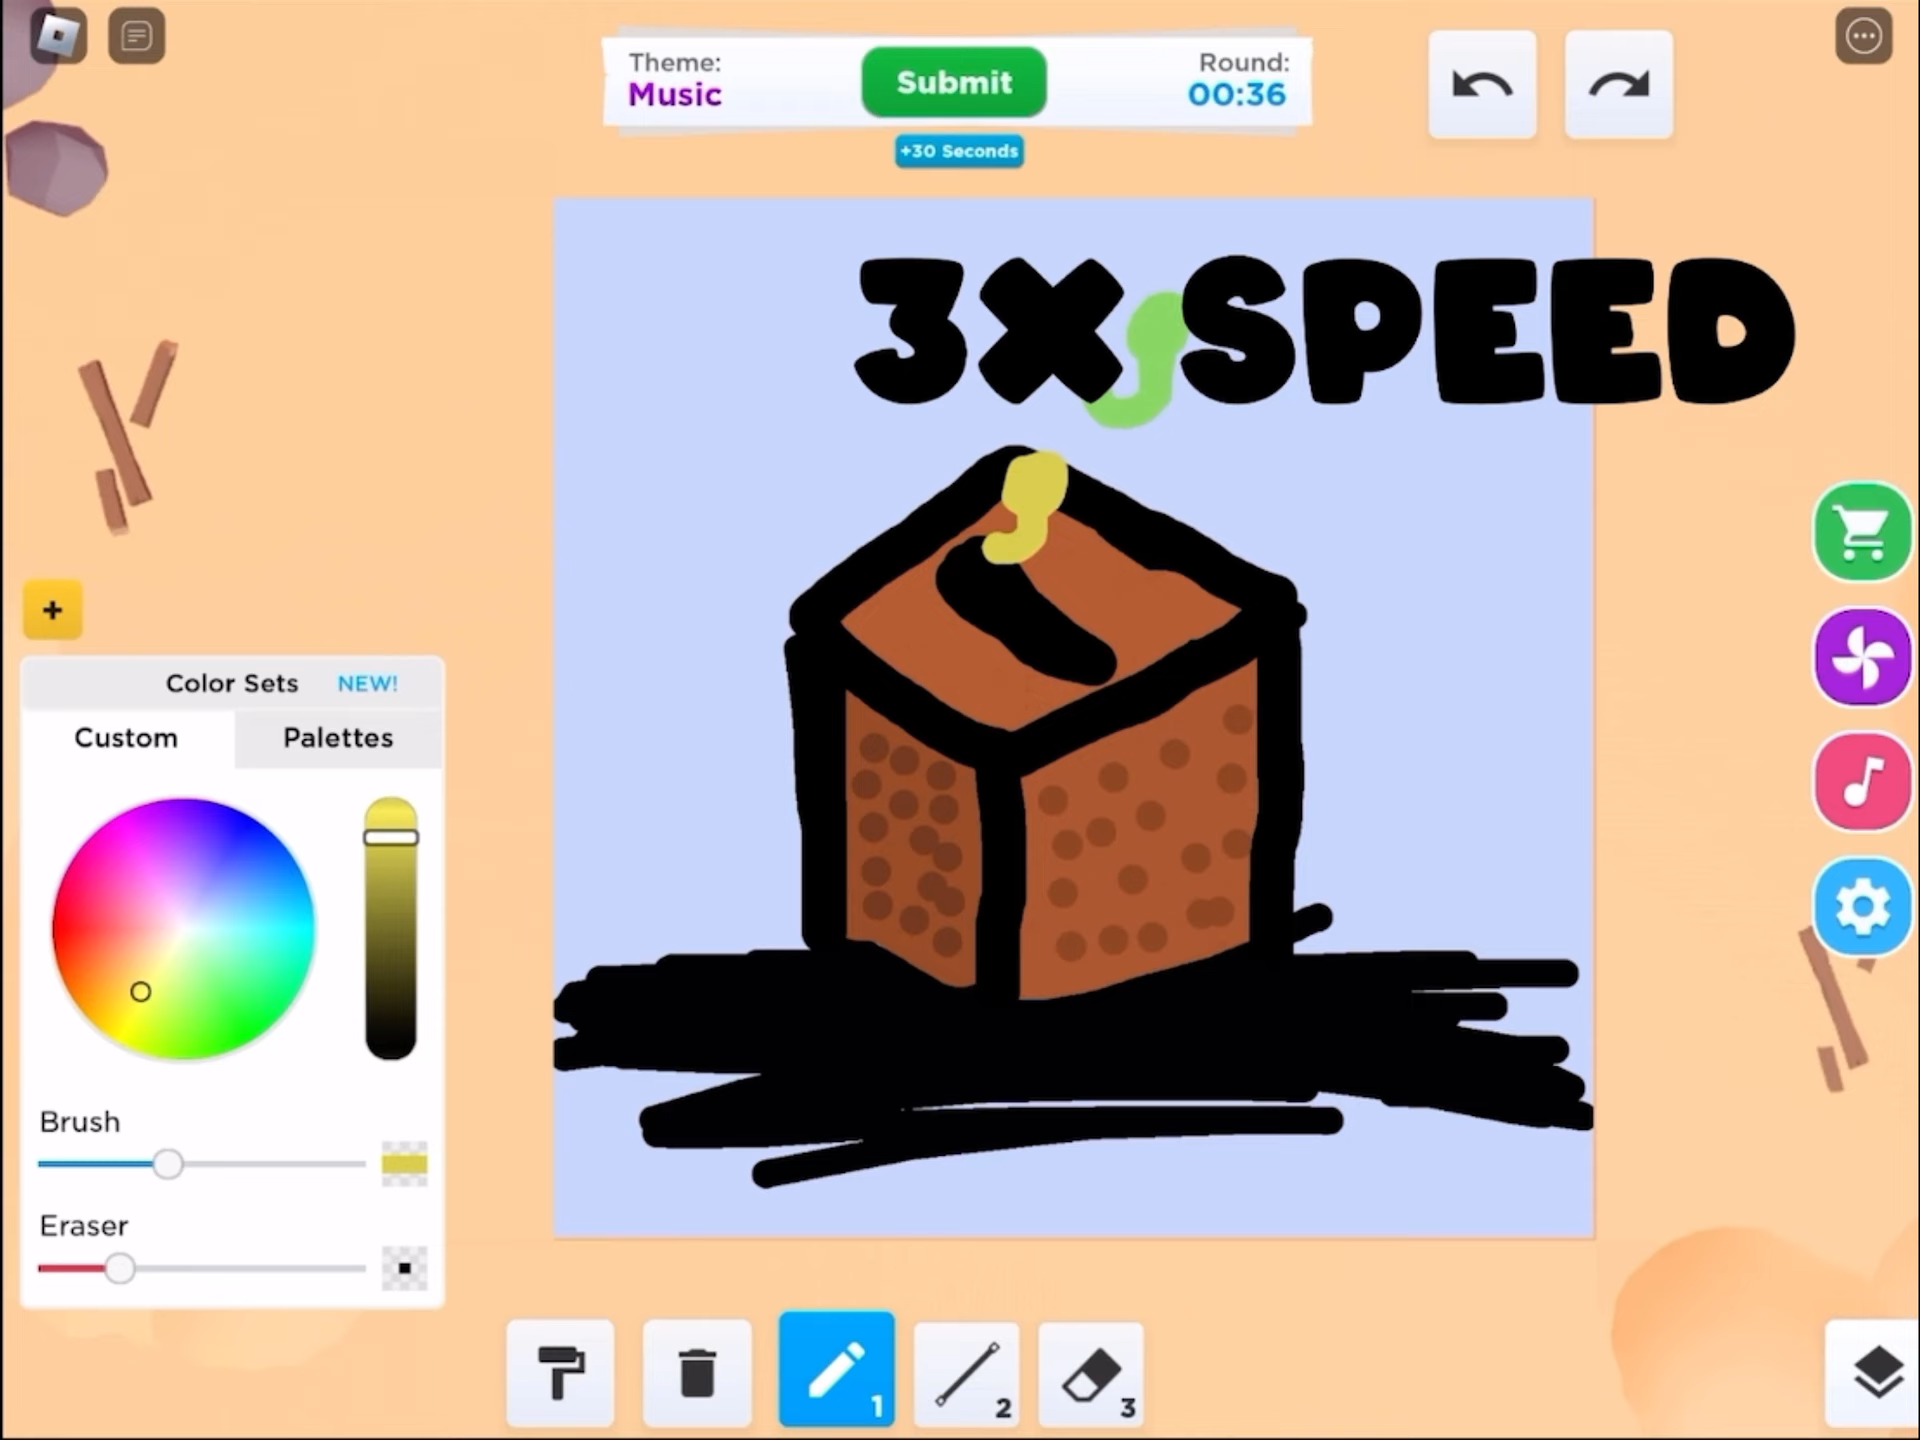 Theme:
Music
Submit
Round:
00:36
+30 Seconds
3X SPEED
+
Color Sets NEW!
Custom
Palettes
Brush
Eraser
1
2
3